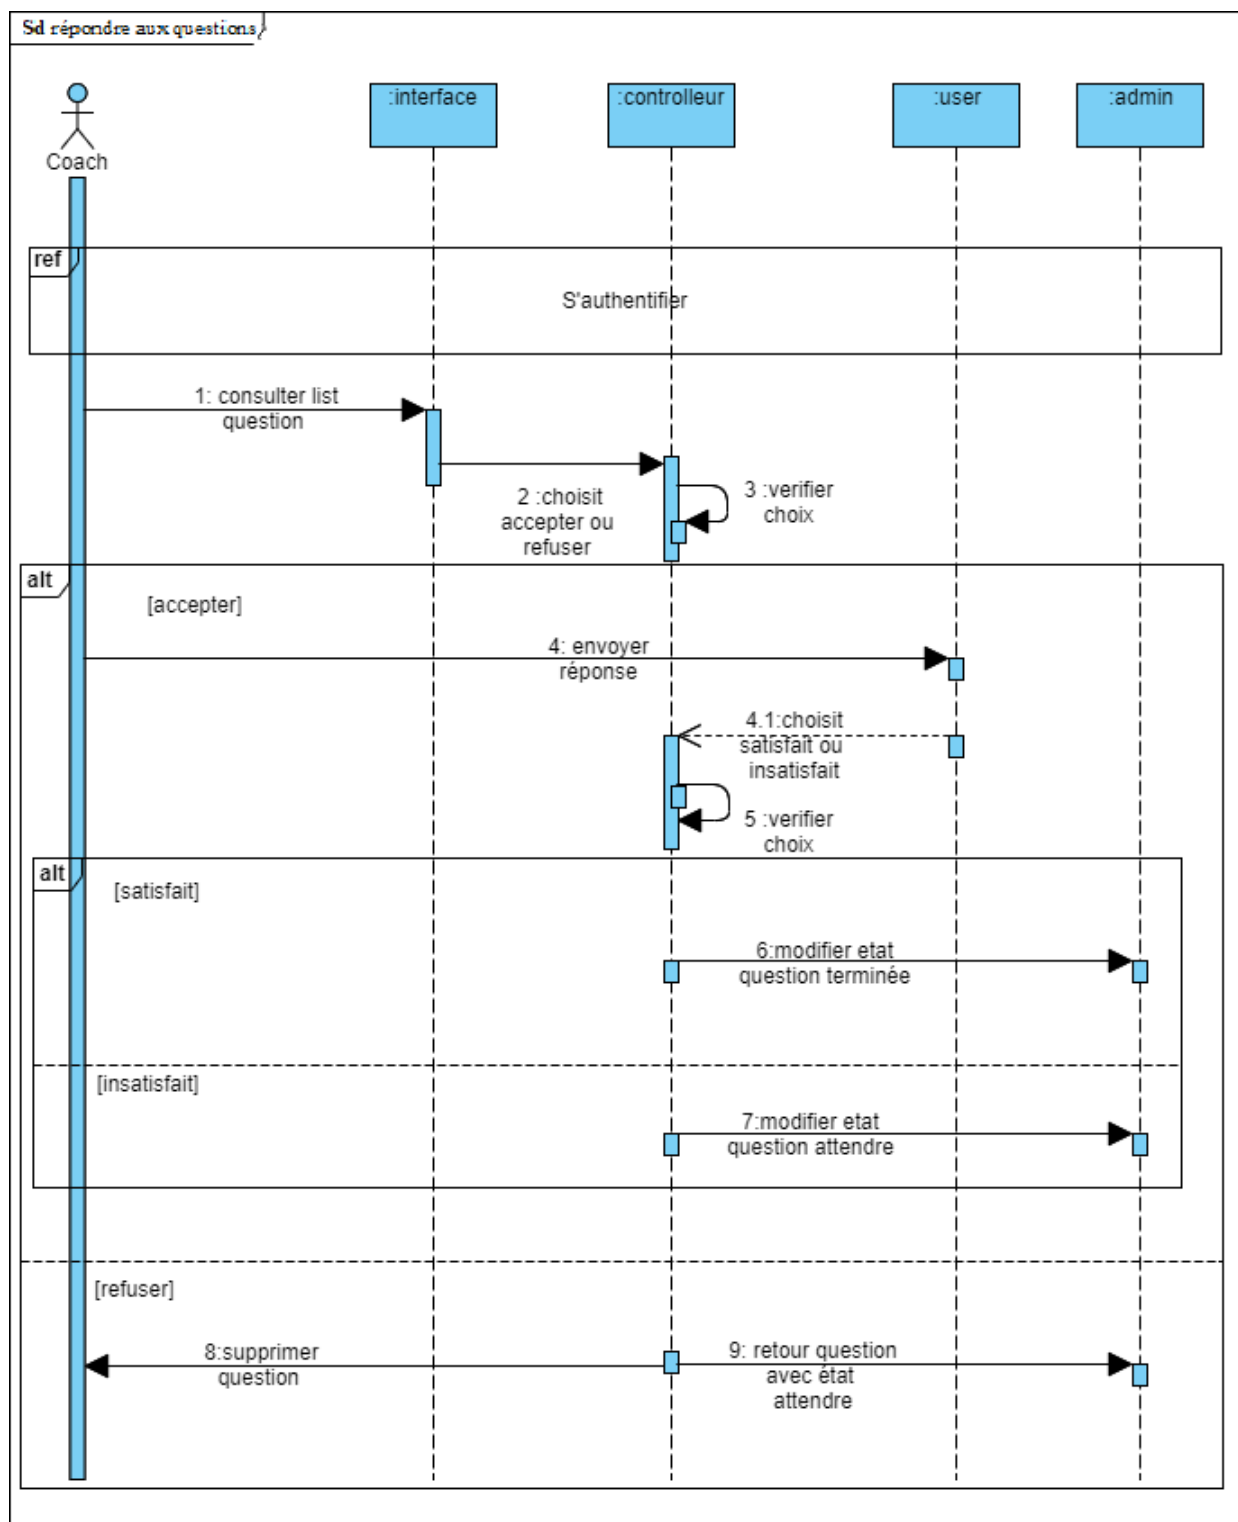 Sd répondre aux questions
:interface
:controlleur
:user
:admin
Coach
ref
S'authentifier
1: consulter list
question
2 :choisit
accepter ou
refuser
3 :verifier
choix
alt
[accepter]
4: envoyer
réponse
4.1:choisit
satisfait ou
insatisfait
5 :verifier
choix
alt
[satisfait]
6:modifier etat
question terminée
[insatisfait]
7:modifier etat
question attendre
[refuser]
8:supprimer
question
9: retour question
avec état
attendre